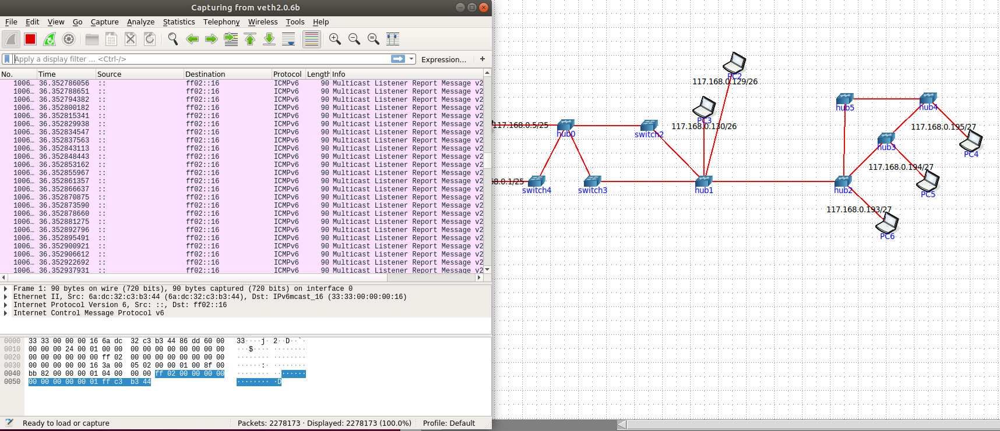 Capturing from veth2.0.6b
File Edit View Go Capture Analyze Statistics Telephony Wireless Tools Help
Apply a display filter ... <Ctrl-/> Expression... +
No. Time Source Destination Protocol Length Info
1006… 36.352786056 :: ff02::16 ICMPv6 90 Multicast Listener Report Message v2
1006… 36.352788651 :: ff02::16 ICMPv6 90 Multicast Listener Report Message v2
1006… 36.352794382 :: ff02::16 ICMPv6 90 Multicast Listener Report Message v2
1006… 36.352800182 :: ff02::16 ICMPv6 90 Multicast Listener Report Message v2
1006… 36.352815341 :: ff02::16 ICMPv6 90 Multicast Listener Report Message v2
1006… 36.352829938 :: ff02::16 ICMPv6 90 Multicast Listener Report Message v2
1006… 36.352834547 :: ff02::16 ICMPv6 90 Multicast Listener Report Message v2
1006… 36.352837563 :: ff02::16 ICMPv6 90 Multicast Listener Report Message v2
1006… 36.352843113 :: ff02::16 ICMPv6 90 Multicast Listener Report Message v2
1006… 36.352848443 :: ff02::16 ICMPv6 90 Multicast Listener Report Message v2
1006… 36.352853162 :: ff02::16 ICMPv6 90 Multicast Listener Report Message v2
1006… 36.352855967 :: ff02::16 ICMPv6 90 Multicast Listener Report Message v2
1006… 36.352861357 :: ff02::16 ICMPv6 90 Multicast Listener Report Message v2
1006… 36.352866637 :: ff02::16 ICMPv6 90 Multicast Listener Report Message v2
1006… 36.352870875 :: ff02::16 ICMPv6 90 Multicast Listener Report Message v2
1006… 36.352873590 :: ff02::16 ICMPv6 90 Multicast Listener Report Message v2
1006… 36.352878660 :: ff02::16 ICMPv6 90 Multicast Listener Report Message v2
1006… 36.352881275 :: ff02::16 ICMPv6 90 Multicast Listener Report Message v2
1006… 36.352892796 :: ff02::16 ICMPv6 90 Multicast Listener Report Message v2
1006… 36.352895491 :: ff02::16 ICMPv6 90 Multicast Listener Report Message v2
1006… 36.352900921 :: ff02::16 ICMPv6 90 Multicast Listener Report Message v2
1006… 36.352906612 :: ff02::16 ICMPv6 90 Multicast Listener Report Message v2
1006… 36.352922692 :: ff02::16 ICMPv6 90 Multicast Listener Report Message v2
1006… 36.352937931 :: ff02::16 ICMPv6 90 Multicast Listener Report Message v2
Frame 1: 90 bytes on wire (720 bits), 90 bytes captured (720 bits) on interface 0
Ethernet II, Src: 6a:dc:32:c3:b3:44 (6a:dc:32:c3:b3:44), Dst: IPv6mcast_16 (33:33:00:00:00:16)
Internet Protocol Version 6, Src: ::, Dst: ff02::16
Internet Control Message Protocol v6
0000 33 33 00 00 00 16 6a dc 32 c3 b3 44 86 dd 60 00 33····j· 2··D··`·
0010 00 00 00 24 00 01 00 00 00 00 00 00 00 00 00 00 ···$···· ········
0020 00 00 00 00 00 00 ff 02 00 00 00 00 00 00 00 00 ········ ········
0030 00 00 00 00 00 16 3a 00 05 02 00 00 01 00 8f 00 ······:· ········
0040 bb 82 00 00 00 01 04 00 00 00 ff 02 00 00 00 00 ········ ········
0050 00 00 00 00 00 01 ff c3 b3 44 ········ ·D
Ready to load or capture Packets: 2278173 · Displayed: 2278173 (100.0%) Profile: Default
PC2
117.168.0.129/26
PC3
117.168.0.130/26
117.168.0.5/25
hub0
switch2
68.0.1/25
switch4
switch3
hub1
hub5
hub4
117.168.0.195/27
PC4
hub3
117.168.0.194/27
PC5
hub2
117.168.0.193/27
PC6